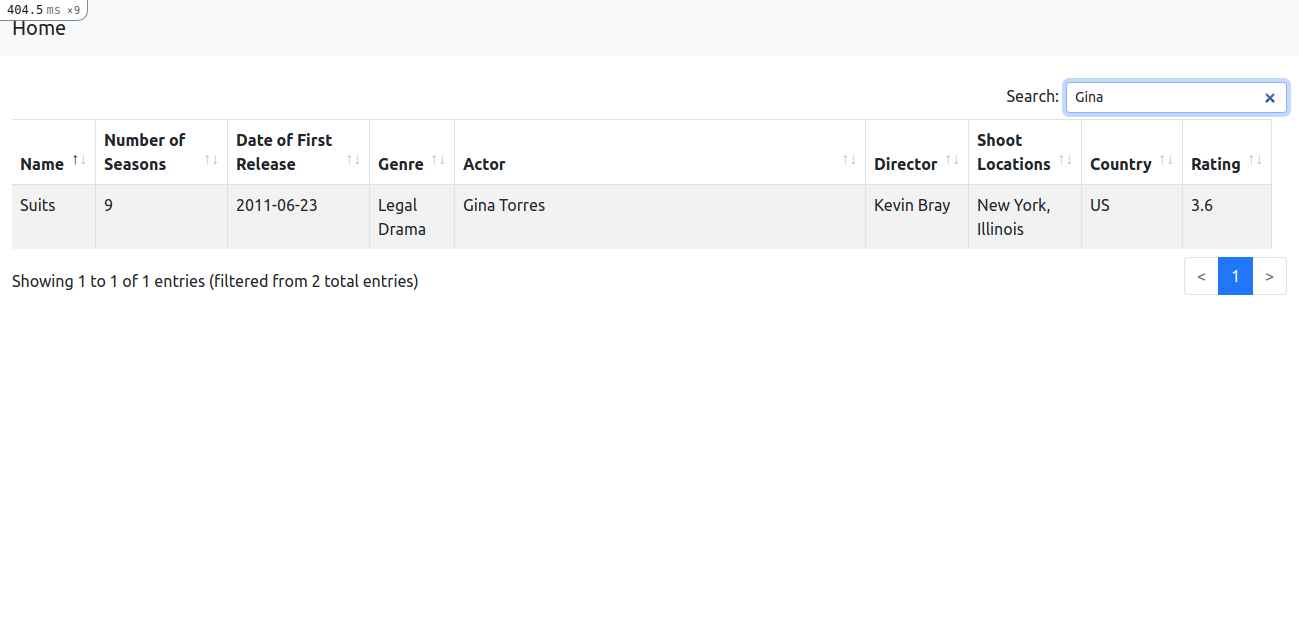 404.5 ms ×9
Home
Search: Gina ×
Name ↑↓ Number of Seasons ↑↓ Date of First Release ↑↓ Genre ↑↓ Actor ↑↓ Director ↑↓ Shoot Locations ↑↓ Country ↑↓ Rating ↑↓
Suits 9 2011-06-23 Legal Drama Gina Torres Kevin Bray New York, Illinois US 3.6
Showing 1 to 1 of 1 entries (filtered from 2 total entries) < 1 >